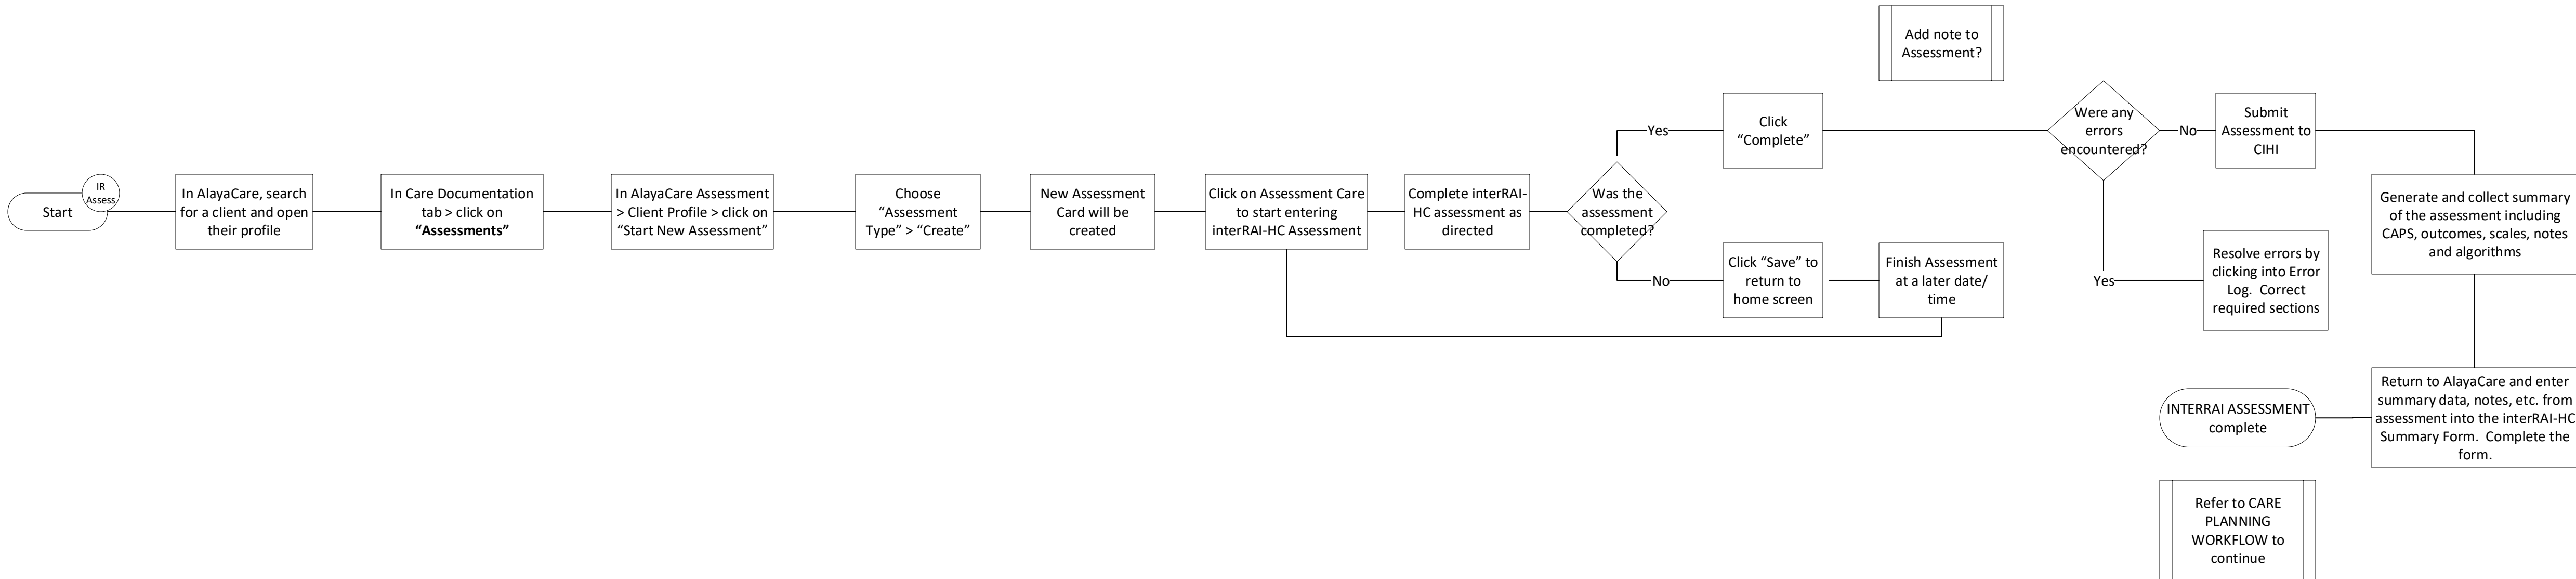 Start
IR
Assess
In AlayaCare, search
for a client and open
their profile
In Care Documentation
tab > click on
“Assessments”
In AlayaCare Assessment
> Client Profile > click on
“Start New Assessment”
Choose
“Assessment
Type” > “Create”
New Assessment
Card will be
created
Click on Assessment Care
to start entering
interRAI-HC Assessment
Complete interRAI-
HC assessment as
directed
Was the
assessment
completed?
Yes
Click
“Complete”
No
Click “Save” to
return to
home screen
Finish Assessment
at a later date/
time
Add note to
Assessment?
Were any
errors
encountered?
No
Submit
Assessment to
CIHI
Yes
Resolve errors by
clicking into Error
Log.  Correct
required sections
Generate and collect summary
of the assessment including
CAPS, outcomes, scales, notes
and algorithms
Return to AlayaCare and enter
summary data, notes, etc. from
assessment into the interRAI-HC
Summary Form.  Complete the
form.
INTERRAI ASSESSMENT
complete
Refer to CARE
PLANNING
WORKFLOW to
continue